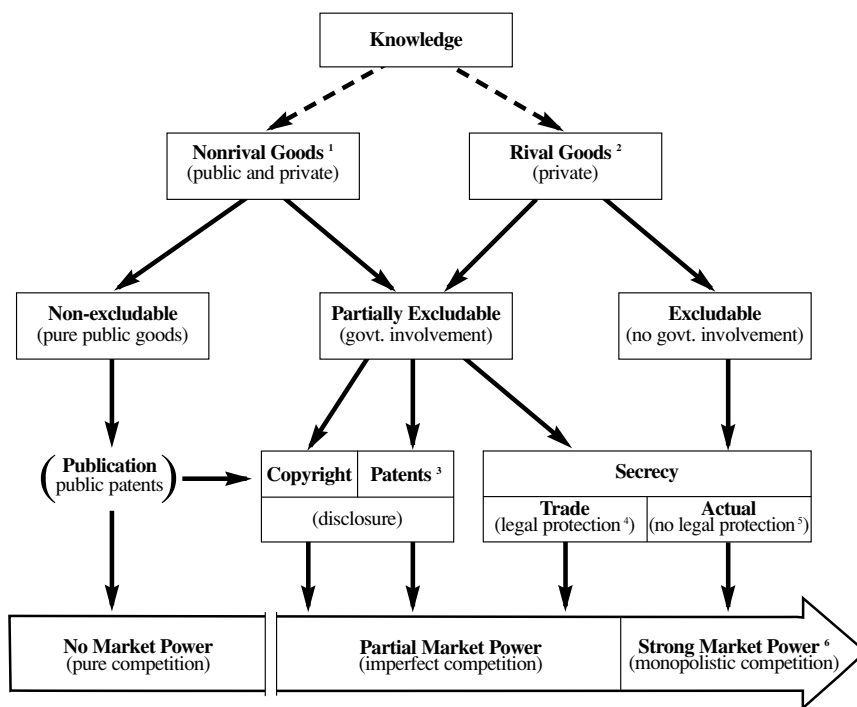 Knowledge
Nonrival Goods ¹
(public and private)
Rival Goods ²
(private)
Non-excludable
(pure public goods)
Partially Excludable
(govt. involvement)
Excludable
(no govt. involvement)
(Publication
public patents)
Copyright
Patents ³
(disclosure)
Secrecy
Trade
(legal protection ⁴)
Actual
(no legal protection ⁵)
No Market Power
(pure competition)
Partial Market Power
(imperfect competition)
Strong Market Power ⁶
(monopolistic competition)